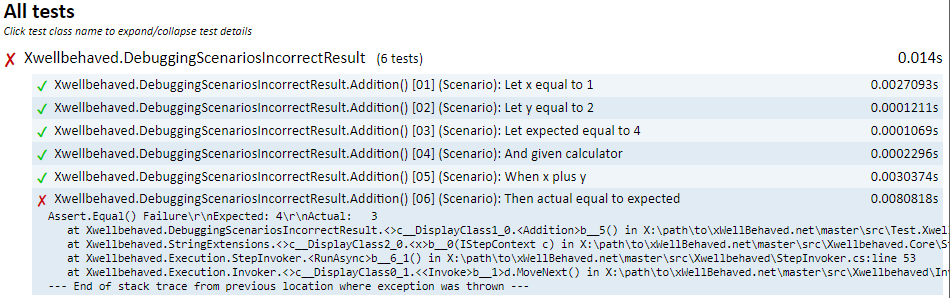 All tests
Click test class name to expand/collapse test details
✗ Xwellbehaved.DebuggingScenariosIncorrectResult (6 tests) 0.014s
✓ Xwellbehaved.DebuggingScenariosIncorrectResult.Addition() [01] (Scenario): Let x equal to 1 0.0027093s
✓ Xwellbehaved.DebuggingScenariosIncorrectResult.Addition() [02] (Scenario): Let y equal to 2 0.0001211s
✓ Xwellbehaved.DebuggingScenariosIncorrectResult.Addition() [03] (Scenario): Let expected equal to 4 0.0001069s
✓ Xwellbehaved.DebuggingScenariosIncorrectResult.Addition() [04] (Scenario): And given calculator 0.0002296s
✓ Xwellbehaved.DebuggingScenariosIncorrectResult.Addition() [05] (Scenario): When x plus y 0.0030374s
✗ Xwellbehaved.DebuggingScenariosIncorrectResult.Addition() [06] (Scenario): Then actual equal to expected 0.0080818s
Assert.Equal() Failure\r\nExpected: 4\r\nActual:   3
at Xwellbehaved.DebuggingScenariosIncorrectResult.<>c__DisplayClass1_0.<Addition>b__5() in X:\path\to\xWellBehaved.net\master\src\Test.Xwel
at Xwellbehaved.StringExtensions.<>c__DisplayClass2_0.<x>b__0(IStepContext c) in X:\path\to\xWellBehaved.net\master\src\Xwellbehaved.Core\S
at Xwellbehaved.Execution.StepInvoker.<RunAsync>b__6_1() in X:\path\to\xWellBehaved.net\master\src\Xwellbehaved\StepInvoker.cs:line 53
at Xwellbehaved.Execution.Invoker.<>c__DisplayClass0_1.<<Invoke>b__1>d.MoveNext() in X:\path\to\xWellBehaved.net\master\src\Xwellbehaved\In
--- End of stack trace from previous location where exception was thrown ---